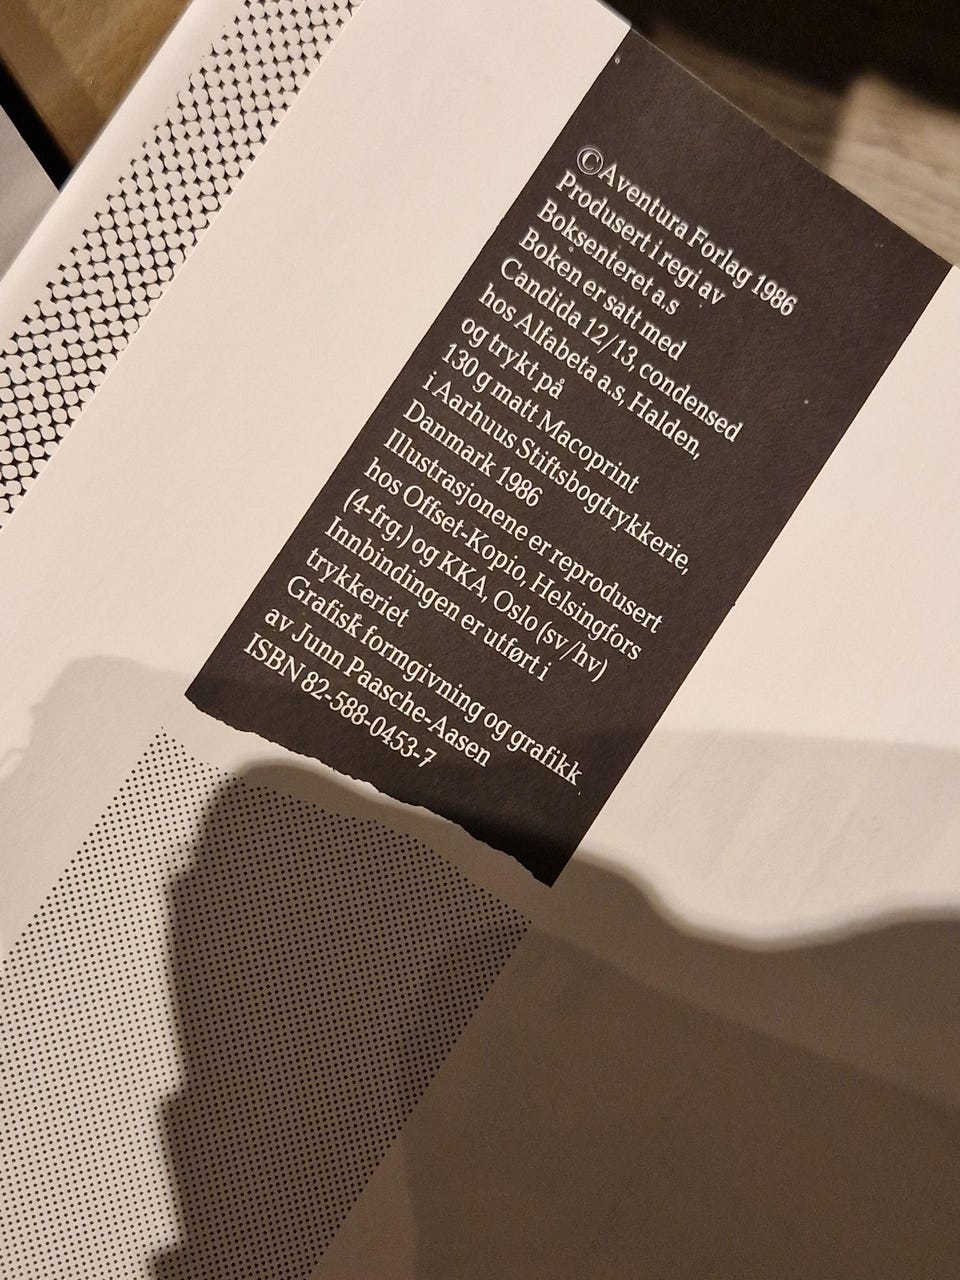 ©Aventura Forlag 1986
Produsert i regi av
Boksenteret a.s
Boken er satt med
Candida 12/13, condensed
hos Alfabeta a.s, Halden,
og trykt på
130 g matt Macoprint
i Aarhuus Stiftsbogtrykkerie,
Danmark 1986
Illustrasjonene er reprodusert
hos Offset-Kopio, Helsingfors
(4-frg.) og KKA, Oslo (sv/hv)
Innbindingen er utført i
trykkeriet
Grafisk formgivning og grafikk
av Junn Paasche-Aasen
ISBN 82-588-0453-7